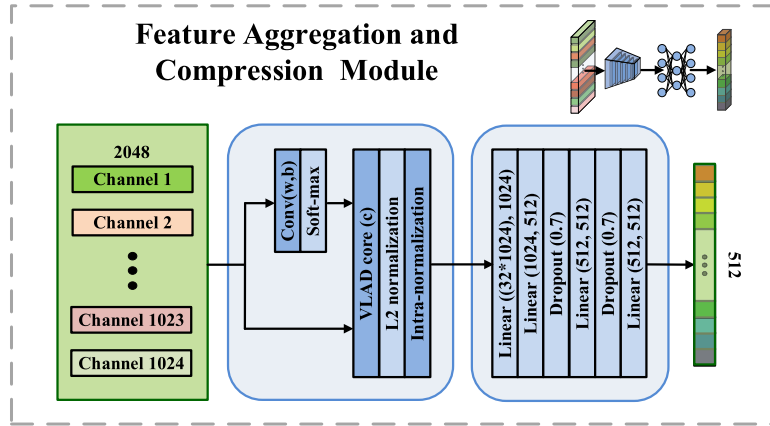 Feature Aggregation and
Compression Module
2048
Channel 1
Channel 2
Channel 1023
Channel 1024
Conv(w,b)
Soft-max
VLAD core (c)
L2 normalization
Intra-normalization
Linear ((32*1024), 1024)
Linear (1024, 512)
Dropout (0.7)
Linear (512, 512)
Dropout (0.7)
Linear (512, 512)
512